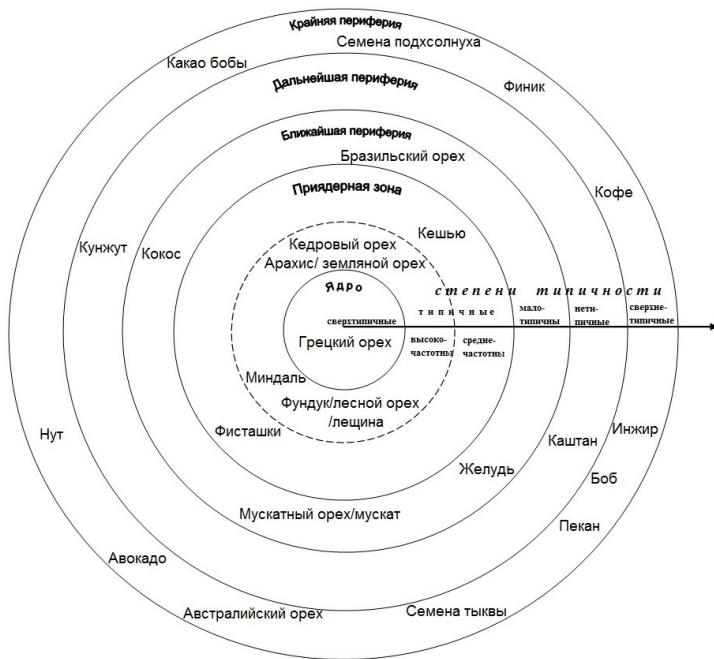 Крайняя периферия
Семена подхсолнуха
Какао бобы
Дальнейшая периферия
Финик
Ближайшая периферия
Бразильский орех
Приядерная зона
Кофе
Кешью
Кедровый орех
Кунжут
Кокос
Арахис/ земляной орех
Ядро
степени типичности
типичные
мало-
типичны
нети-
пичные
сверхне-
типичные
сверхтипичные
Грецкий орех
высоко-
частотны
средне-
частотны
Миндаль
Фундук/лесной орех
/лещина
Нут
Фисташки
Инжир
Каштан
Желудь
Боб
Мускатный орех/мускат
Пекан
Авокадо
Австралийский орех
Семена тыквы